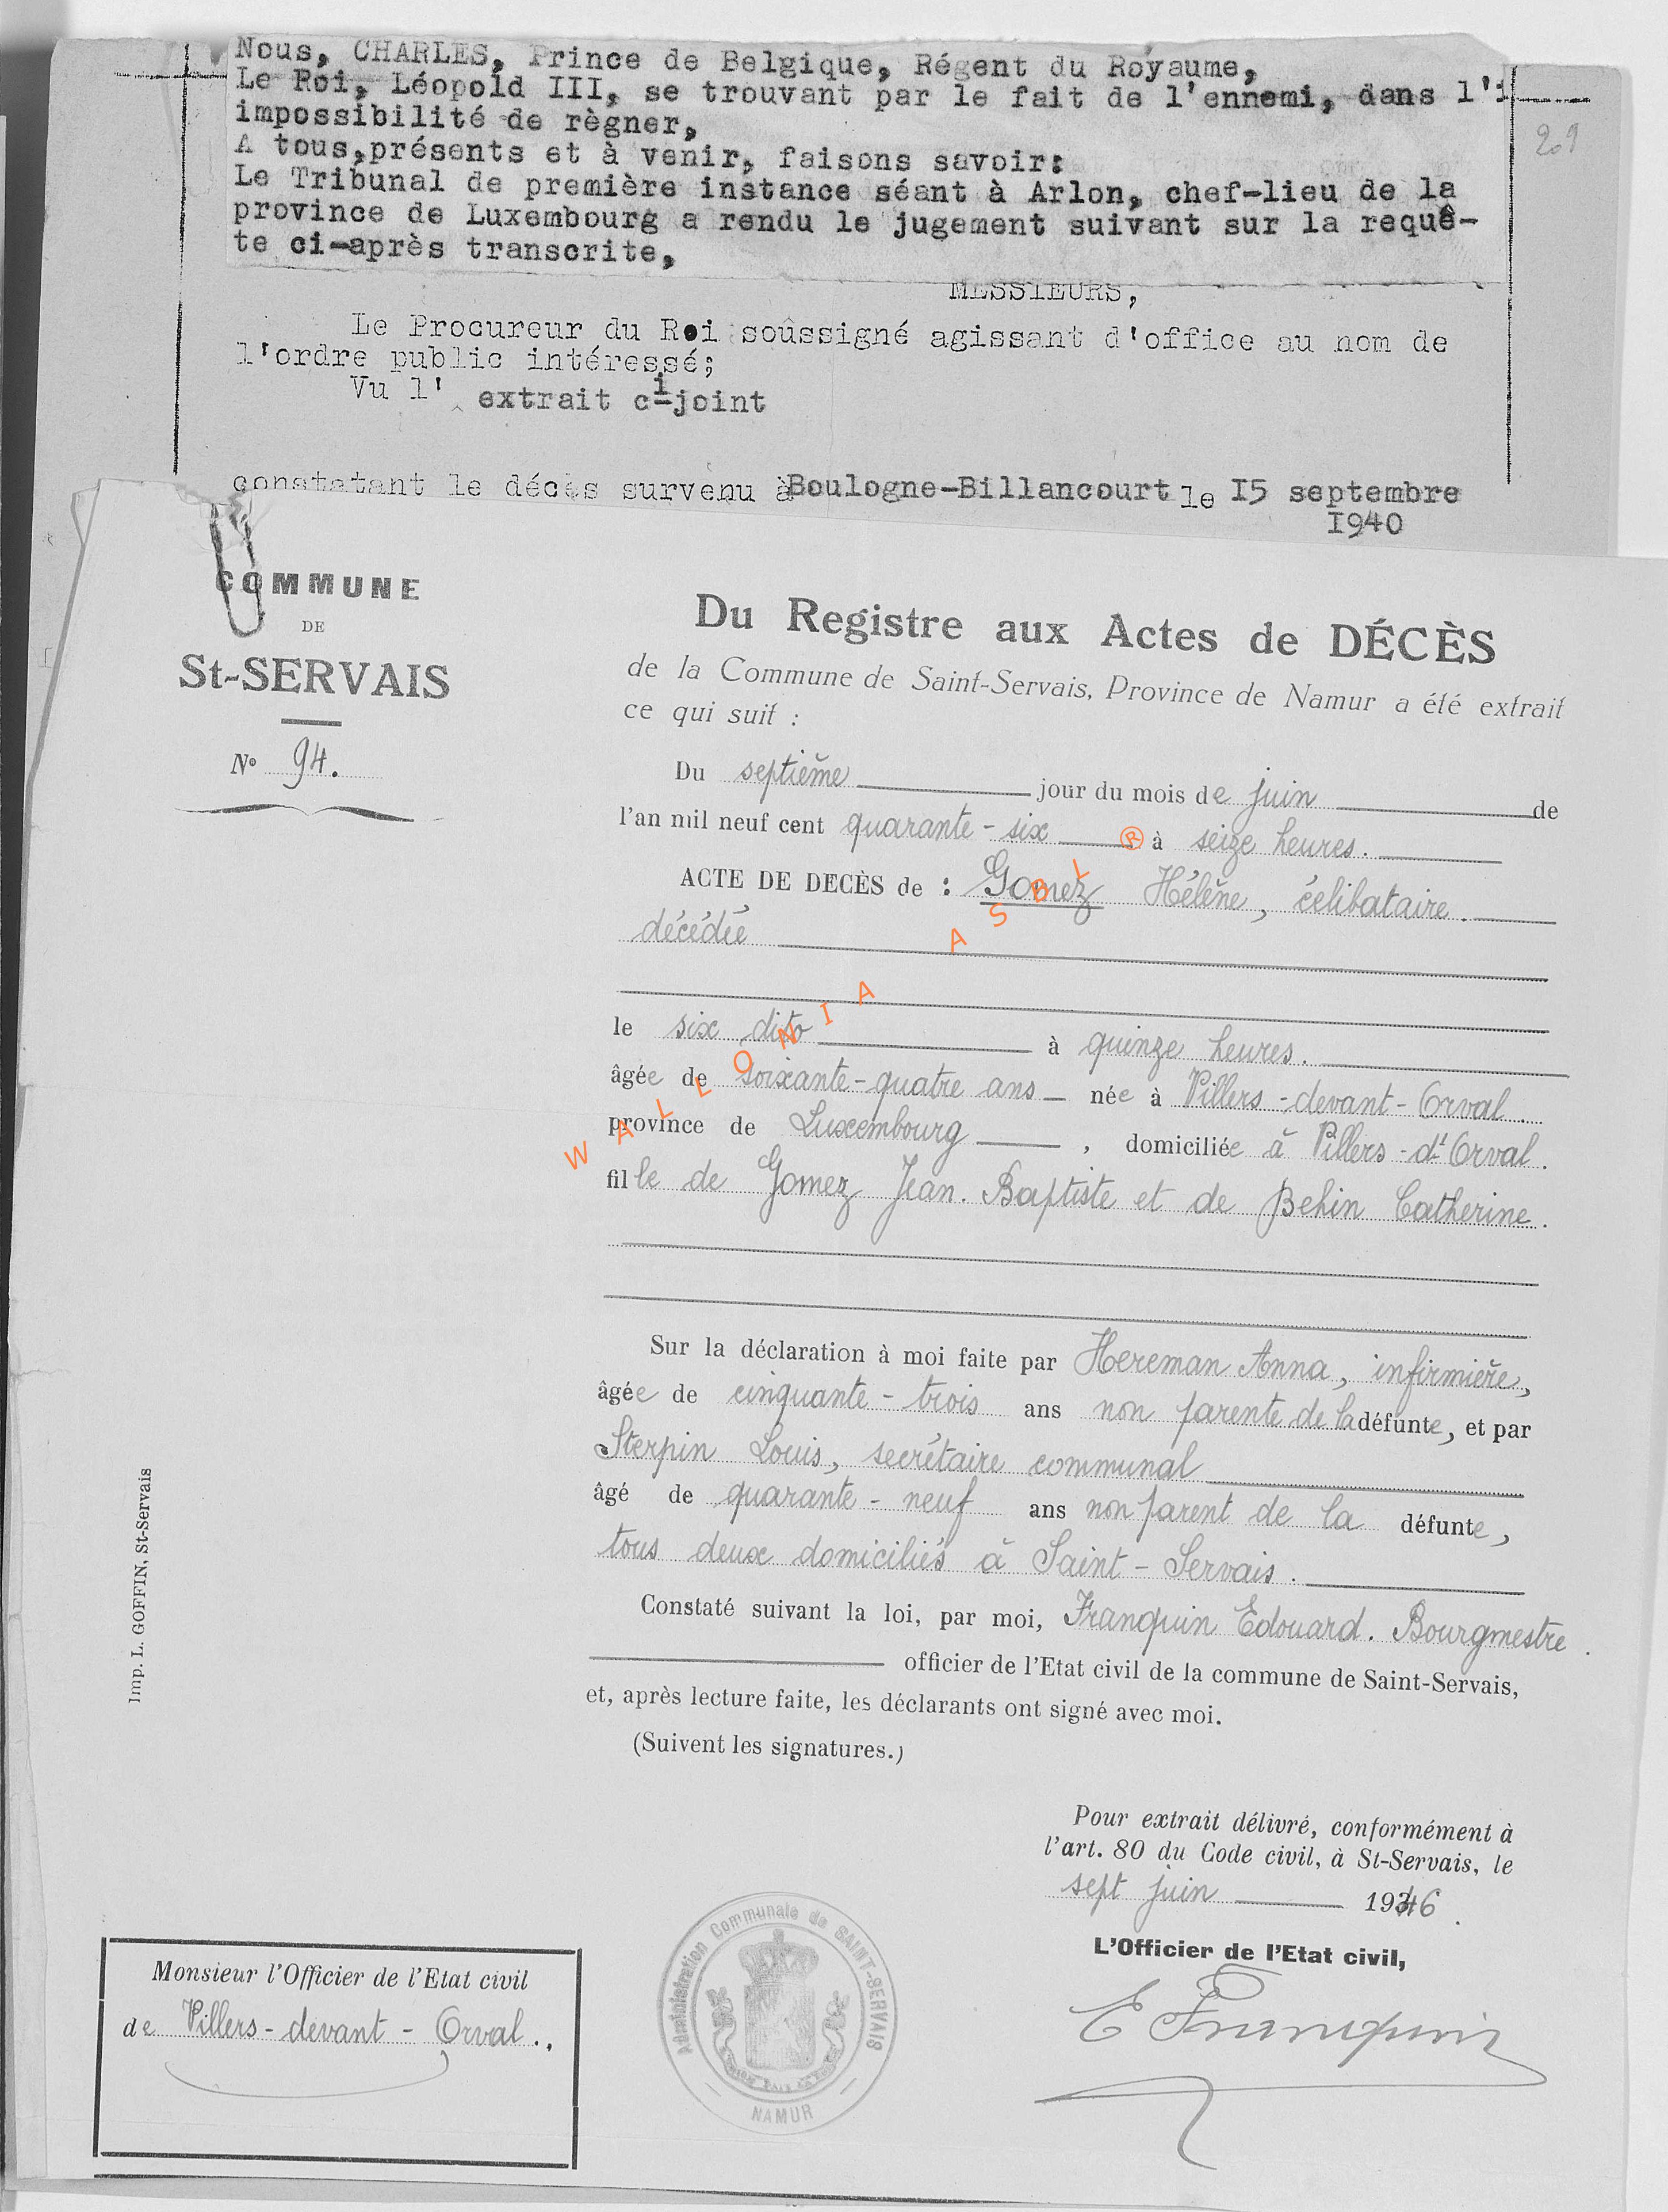 Nous, CHARLES, Prince de Belgique, Régent du Royaume,
Le Roi, Léopold III, se trouvant par le fait de l'ennemi, dans l'i
impossibilité de règner,
A tous,présents et à venir, faisons savoir:
Le Tribunal de première instance séant à Arlon, chef-lieu de la
province de Luxembourg a rendu le jugement suivant sur la requê-
te ci-après transcrite,
MESSIEURS,
Le Procureur du Roi soussigné agissant d'office au nom de
l'ordre public intéressé;
Vu l' extrait ci-joint
constatant le décès survenu à Boulogne-Billancourt le I5 septembre
I940
COMMUNE
DE
St-SERVAIS
N° 94.
Du Registre aux Actes de DÉCÈS
de la Commune de Saint-Servais, Province de Namur a été extrait
ce qui suit :
Du septième jour du mois de juin de
l'an mil neuf cent quarante-six à seize heures.
ACTE DE DECÈS de : Gomez Hélène, célibataire.
décédée
le six dito à quinze heures.
âgée de soixante-quatre ans née à Villers-devant-Orval.
province de Luxembourg , domiciliée à Villers-dt Orval.
fille de Gomez Jean-Baptiste et de Behin Catherine.
Sur la déclaration à moi faite par Hereman Anna, infirmière,
âgée de cinquante-trois ans non parente de la défunte, et par
Sterpin Louis, secrétaire communal
âgé de quarante-neuf ans non parent de la défunte,
tous deux domiciliés à Saint-Servais.
Constaté suivant la loi, par moi, Franquin Edouard. Bourgmestre.
officier de l'Etat civil de la commune de Saint-Servais,
et, après lecture faite, les déclarants ont signé avec moi.
(Suivent les signatures.)
Pour extrait délivré, conformément à
l'art. 80 du Code civil, à St-Servais, le
sept juin 1946.
L'Officier de l'Etat civil,
E Franquin
Monsieur l'Officier de l'Etat civil
de Villers-devant-Orval.,
Imp. L. GOFFIN, St-Servais
Administration Communale de SAINT-SERVAIS
NAMUR
WALLONIA ASBL ®